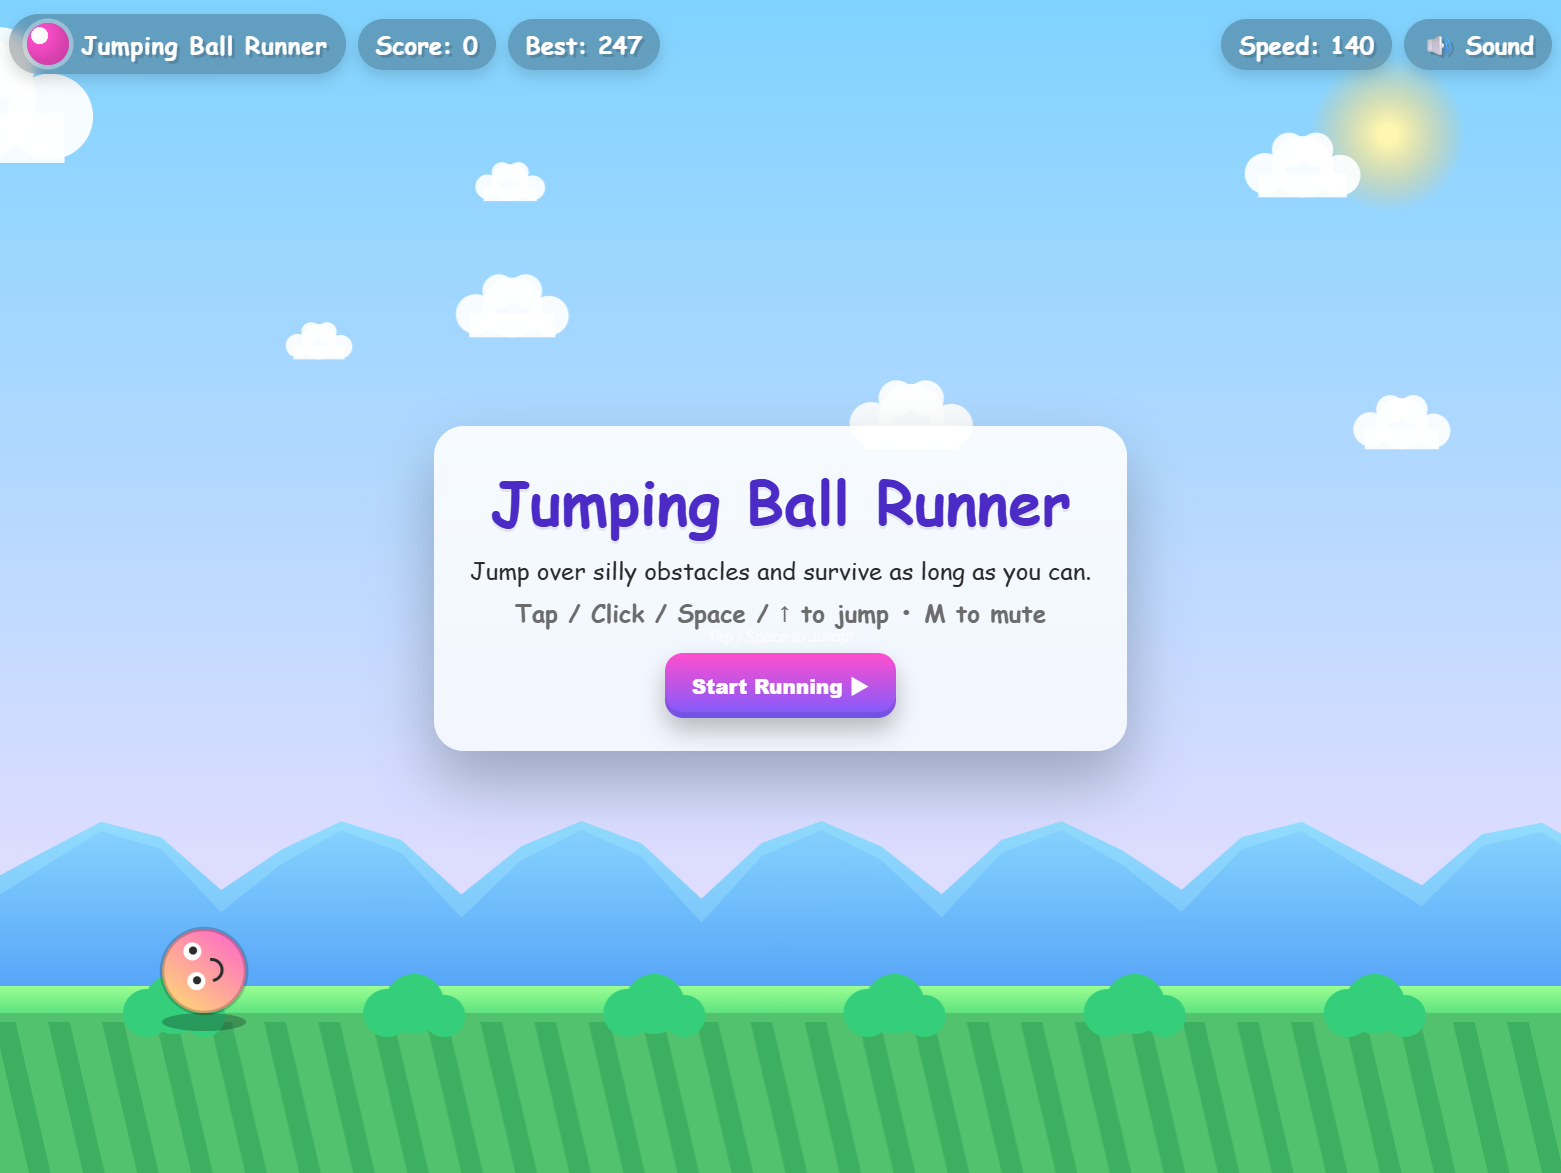 Jumping Ball Runner
Score: 0
Best: 247
Speed: 140
🔊 Sound
Jumping Ball Runner
Jump over silly obstacles and survive as long as you can.
Tap / Click / Space / ↑ to jump • M to mute
Tap / Space to Jump!
Start Running ▶